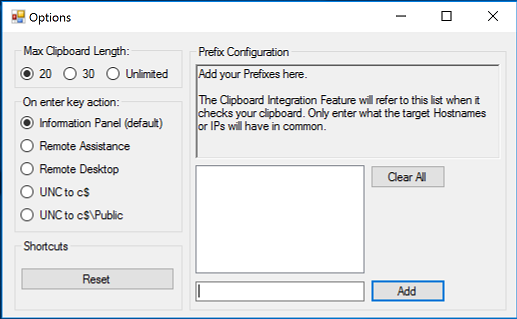 Options
Max Clipboard Length:
20 30 Unlimited
On enter key action:
Information Panel (default)
Remote Assistance
Remote Desktop
UNC to c$
UNC to c$\Public
Shortcuts
Reset
Prefix Configuration
Add your Prefixes here.
The Clipboard Integration Feature will refer to this list when it
checks your clipboard. Only enter what the target Hostnames
or IPs will have in common.
Clear All
Add